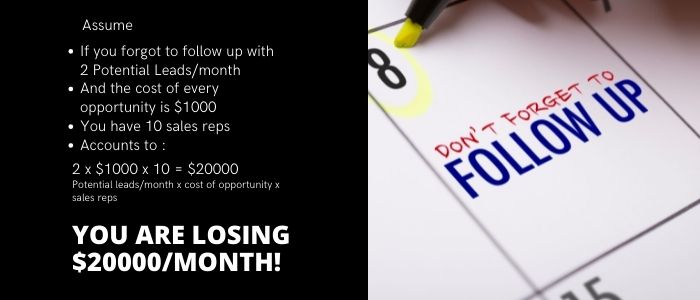 Assume
• If you forgot to follow up with
2 Potential Leads/month
• And the cost of every
opportunity is $1000
• You have 10 sales reps
• Accounts to :
2 x $1000 x 10 = $20000
Potential leads/month x cost of opportunity x
sales reps
YOU ARE LOSING
$20000/MONTH!
8
DON'T FORGET TO
FOLLOW UP
15